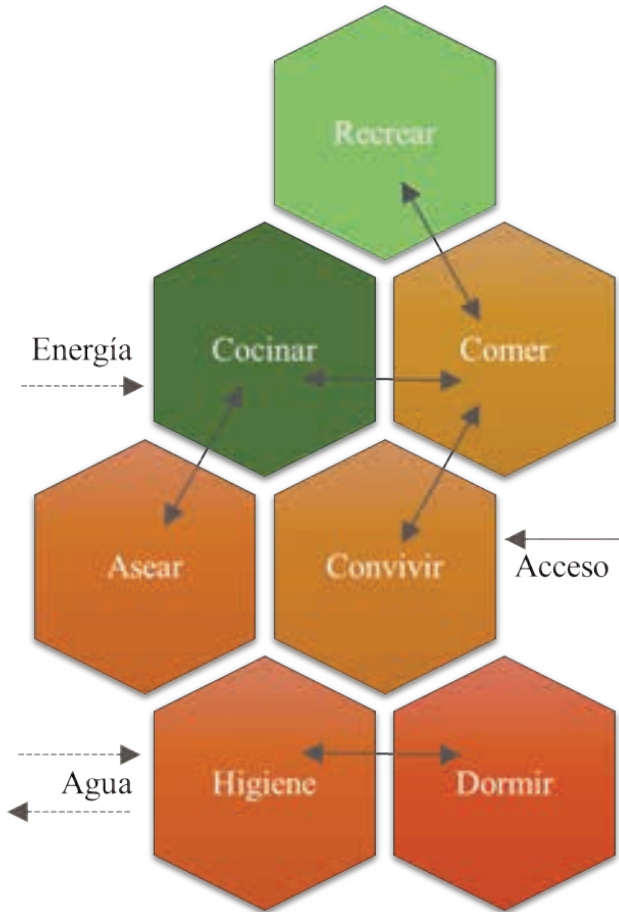 Recrear
Energía
Cocinar
Comer
Asear
Convivir
Acceso
Agua
Higiene
Dormir